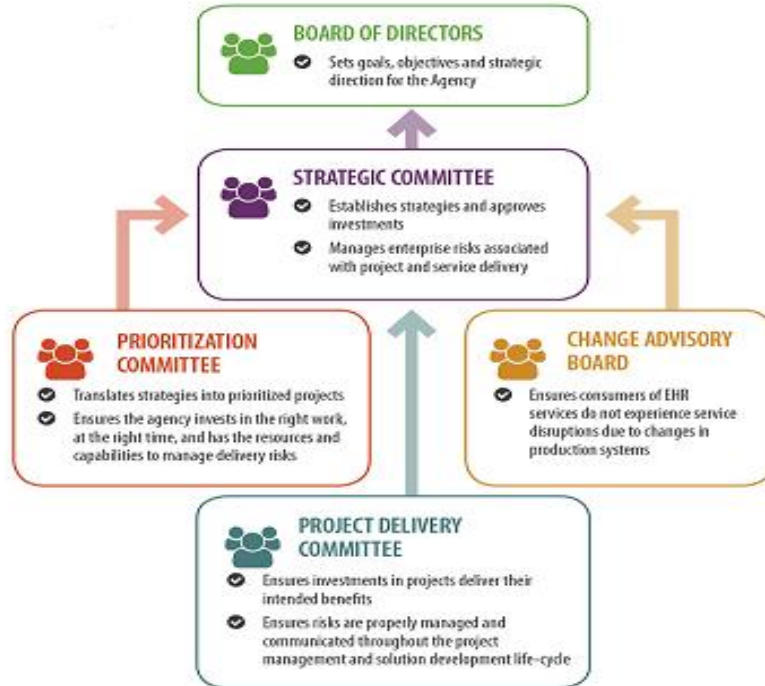 BOARD OF DIRECTORS
Sets goals, objectives and strategic
direction for the Agency
STRATEGIC COMMITTEE
Establishes strategies and approves
investments
Manages enterprise risks associated
with project and service delivery
PRIORITIZATION
COMMITTEE
Translates strategies into prioritized projects
Ensures the agency invests in the right work,
at the right time, and has the resources and
capabilities to manage delivery risks
CHANGE ADVISORY
BOARD
Ensures consumers of EHR
services do not experience service
disruptions due to changes in
production systems
PROJECT DELIVERY
COMMITTEE
Ensures investments in projects deliver their
intended benefits
Ensures risks are properly managed and
communicated throughout the project
management and solution development life-cycle